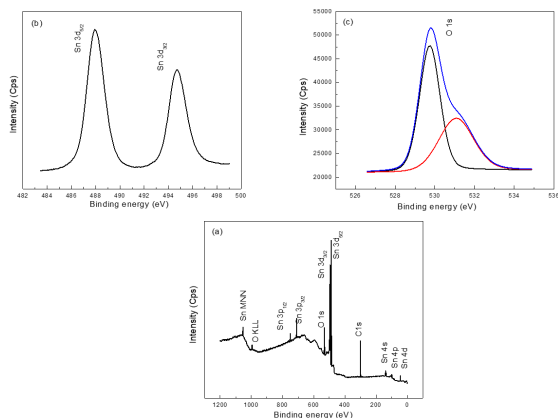 (b)
Sn 3d5/2
Sn 3d3/2
Intensity (Cps)
482 484 486 488 490 492 494 496 498 500
Binding energy (eV)
(c)
O 1s
55000
50000
45000
40000
35000
30000
25000
20000
Intensity (Cps)
526 528 530 532 534 536
Binding energy (eV)
(a)
Sn MNN
O KLL
Sn 3p1/2
Sn 3p3/2
O 1s
Sn 3d3/2
Sn 3d5/2
C1s
Sn 4s
Sn 4p
Sn 4d
Intensity (Cps)
1200 1000 800 600 400 200 0
Binding energy (eV)